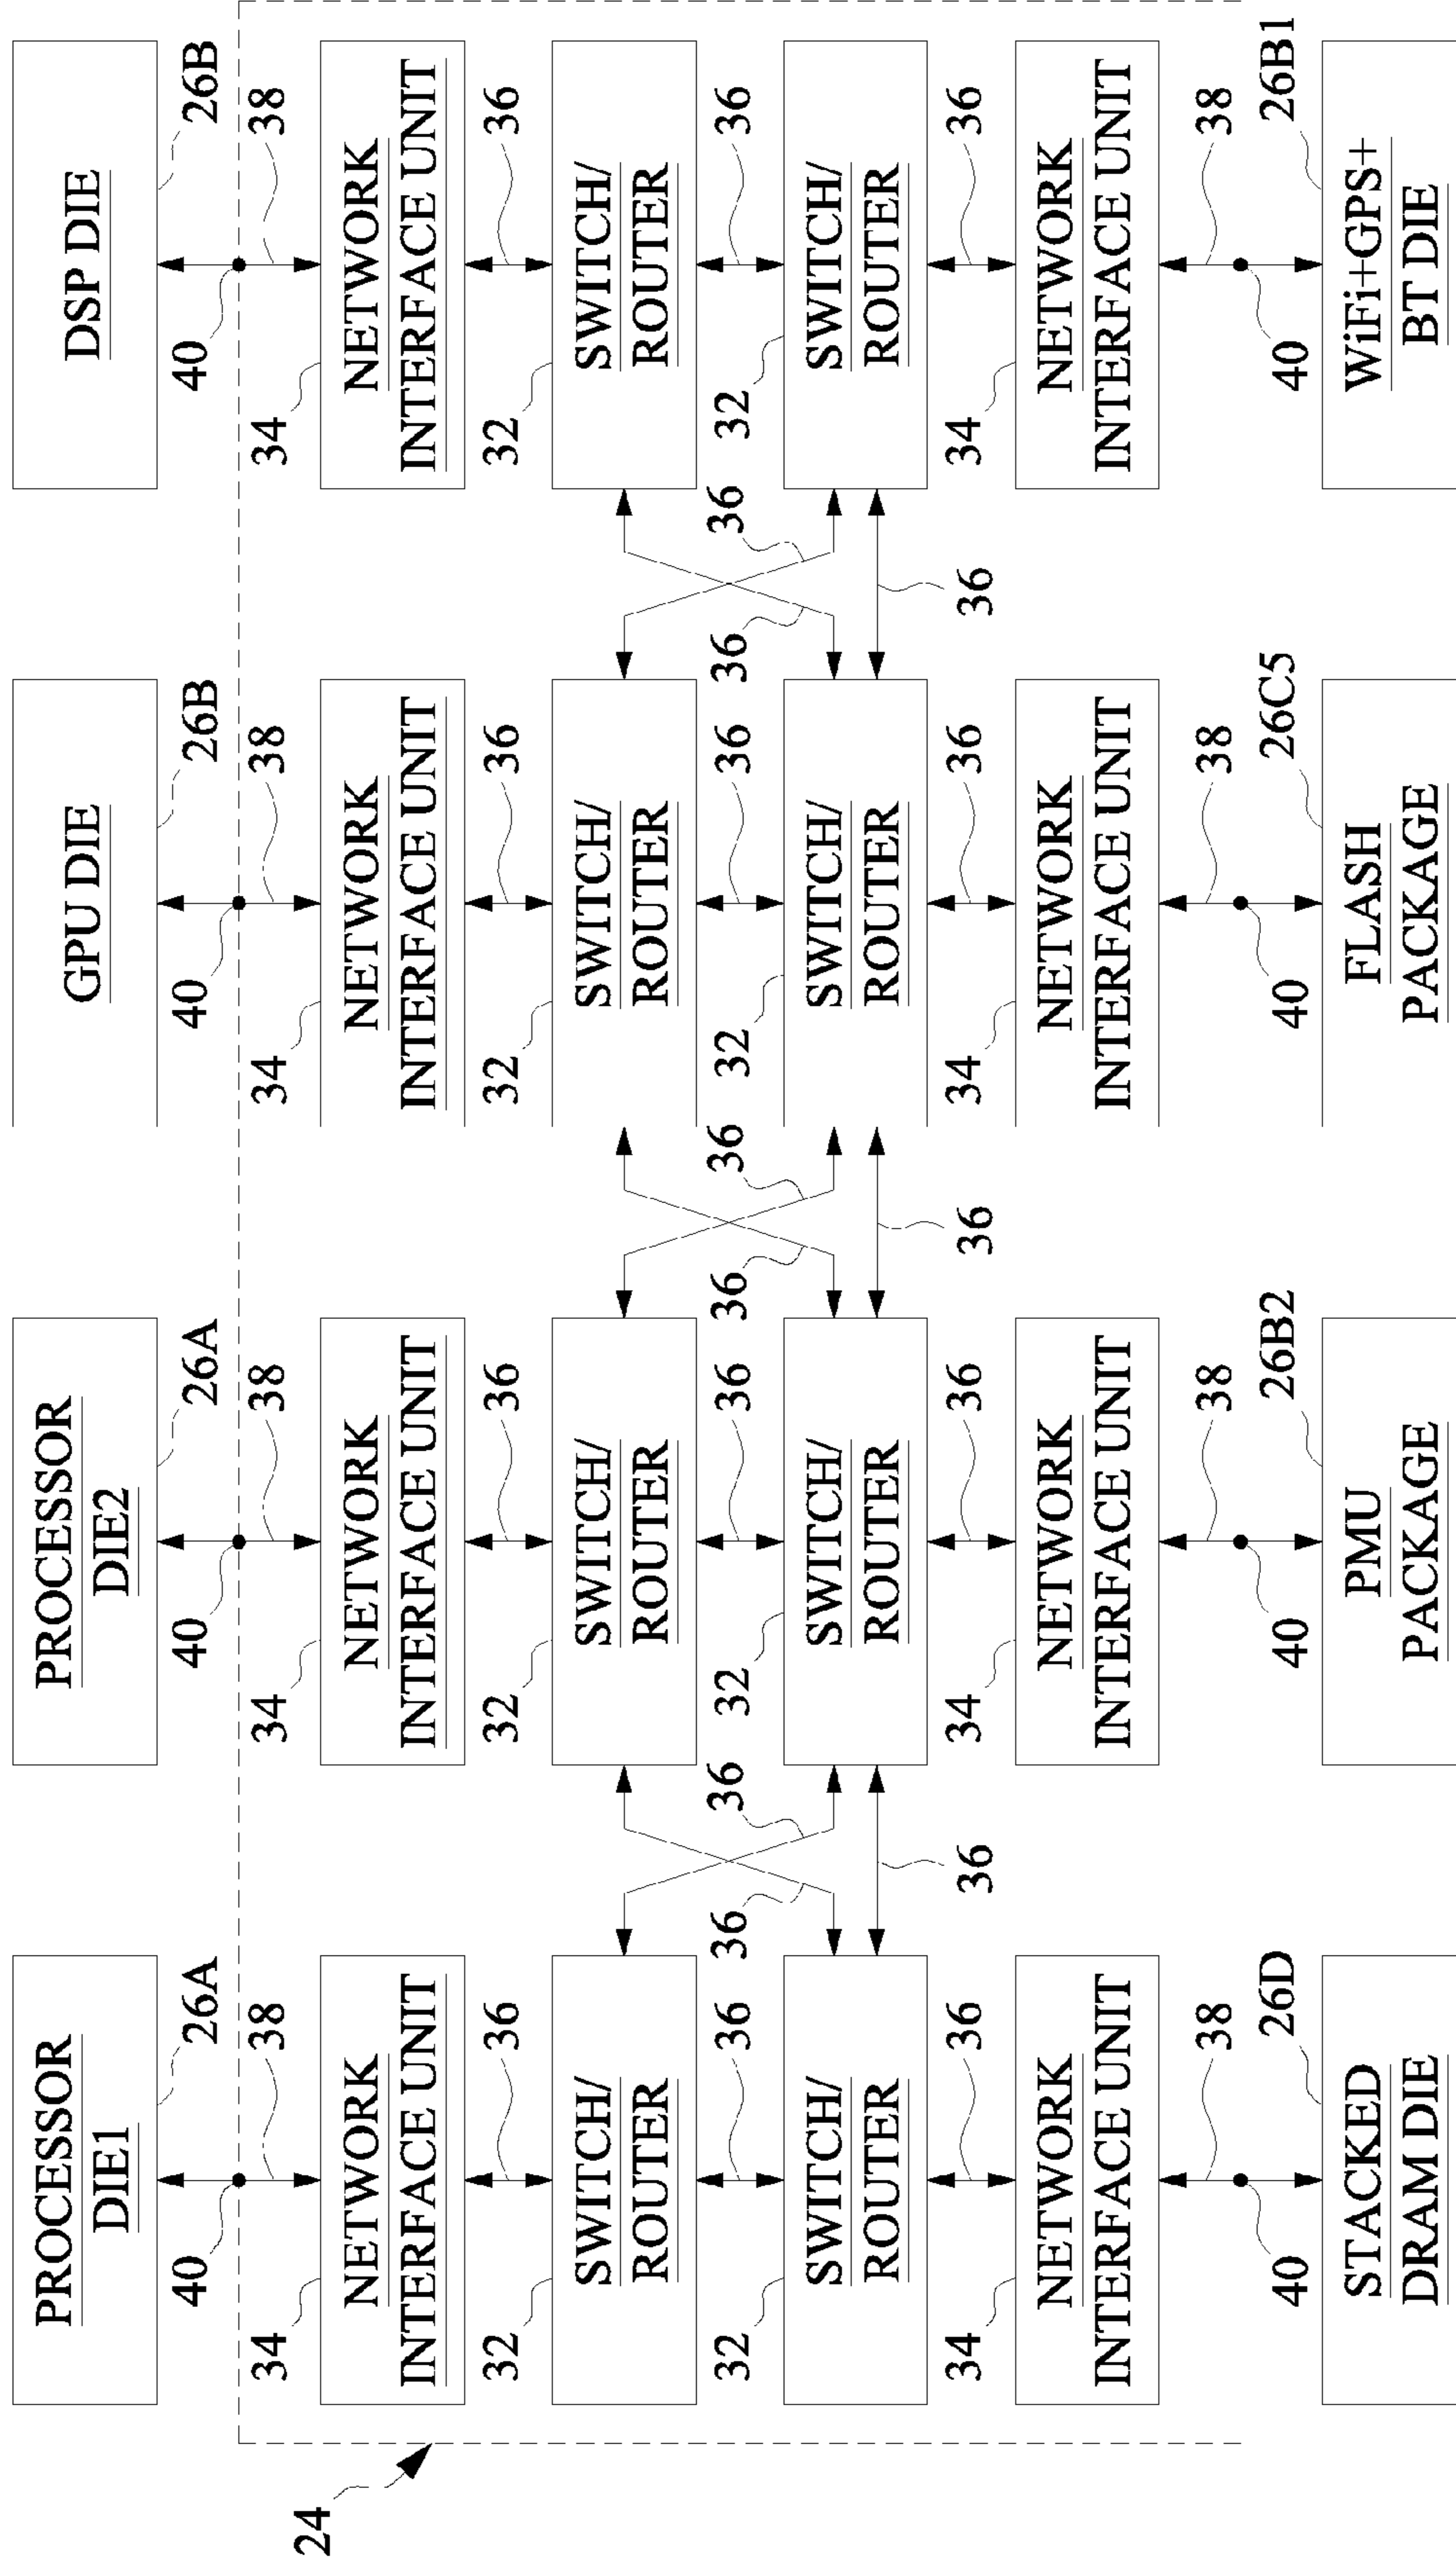 PROCESSOR
DIE1
PROCESSOR
DIE2
GPU DIE
DSP DIE
40 26A 40 26A 40 26B 40 26B
34 38 34 38 34 38 34 38
24
NETWORK
INTERFACE UNIT
NETWORK
INTERFACE UNIT
NETWORK
INTERFACE UNIT
NETWORK
INTERFACE UNIT
32 36 32 36 32 36 32 36
SWITCH/
ROUTER
SWITCH/
ROUTER
SWITCH/
ROUTER
SWITCH/
ROUTER
32 36 36 36 32 36 36 36 32 36 36 36 32 36
SWITCH/
ROUTER
SWITCH/
ROUTER
SWITCH/
ROUTER
SWITCH/
ROUTER
34 36 36 34 36 36 34 36 36 34 36
NETWORK
INTERFACE UNIT
NETWORK
INTERFACE UNIT
NETWORK
INTERFACE UNIT
NETWORK
INTERFACE UNIT
38 38 38 38
40 26D 40 26B2 40 26C5 40 26B1
STACKED
DRAM DIE
PMU
PACKAGE
FLASH
PACKAGE
WiFi+GPS+
BT DIE